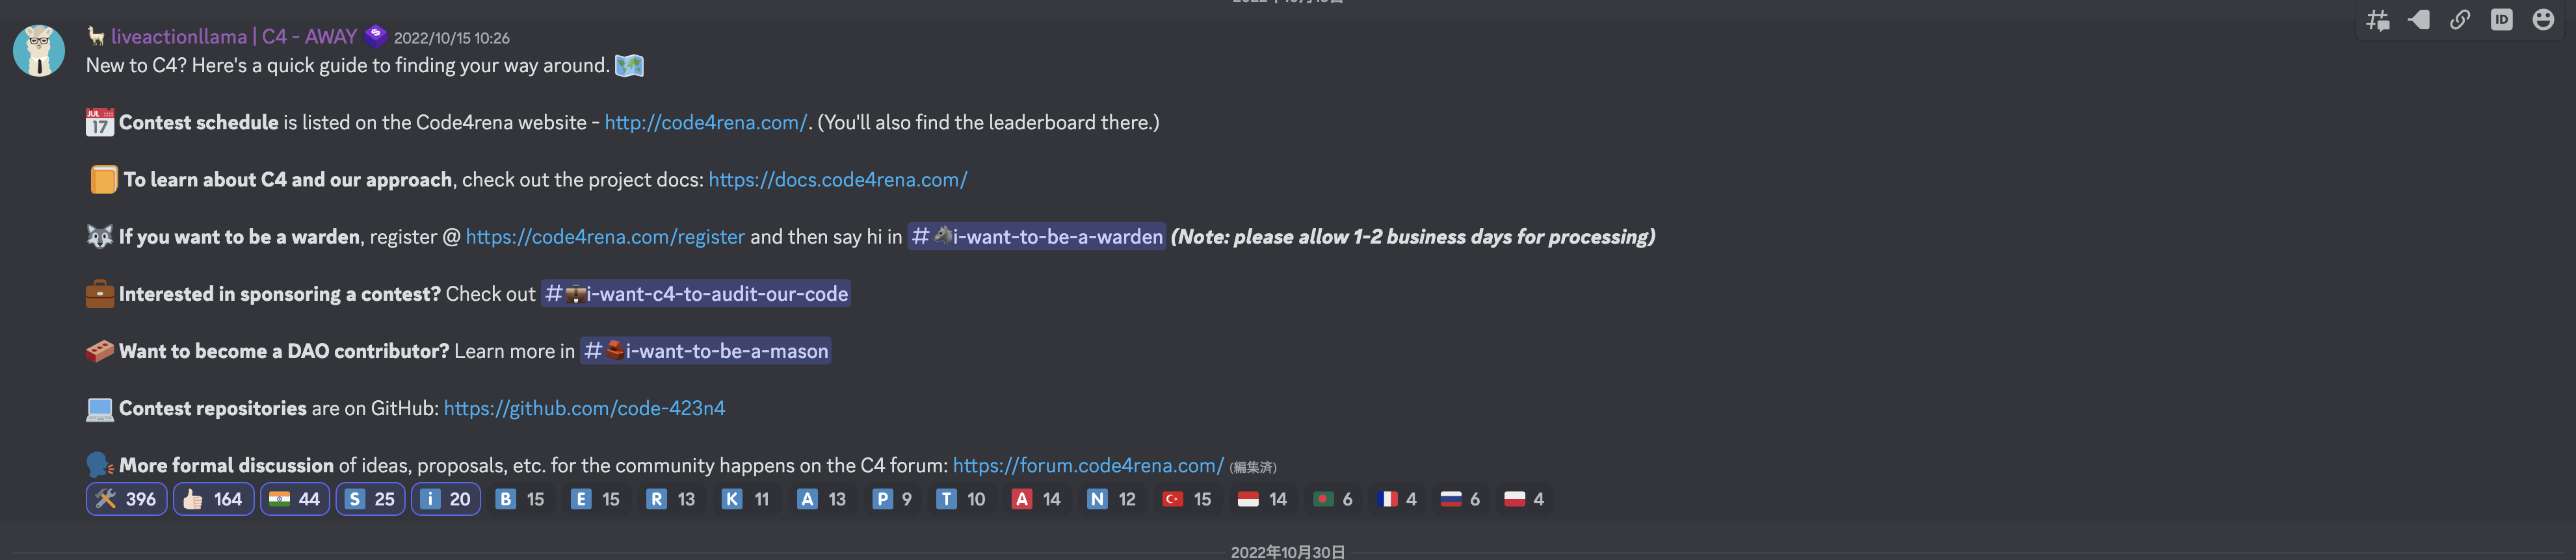 liveactionllama | C4 - AWAY 2022/10/15 10:26
ID
New to C4? Here's a quick guide to finding your way around.
JUL 17 Contest schedule is listed on the Code4rena website - http://code4rena.com/. (You'll also find the leaderboard there.)
To learn about C4 and our approach, check out the project docs: https://docs.code4rena.com/
If you want to be a warden, register @ https://code4rena.com/register and then say hi in #i-want-to-be-a-warden (Note: please allow 1-2 business days for processing)
Interested in sponsoring a contest? Check out #i-want-c4-to-audit-our-code
Want to become a DAO contributor? Learn more in #i-want-to-be-a-mason
Contest repositories are on GitHub: https://github.com/code-423n4
More formal discussion of ideas, proposals, etc. for the community happens on the C4 forum: https://forum.code4rena.com/ (編集済)
396 164 44 S 25 i 20 B 15 E 15 R 13 K 11 A 13 P 9 T 10 A 14 N 12 15 14 6 4 6 4
2022年10月30日